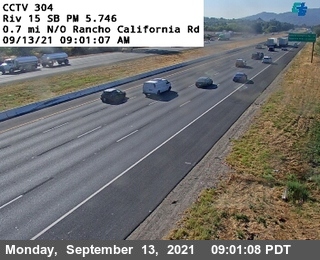 CCTV 304
Riv 15 SB PM 5.746
0.7 mi N/O Rancho California Rd
09/13/21 09:01:07 AM
Monday, September 13, 2021 09:01:08 PDT